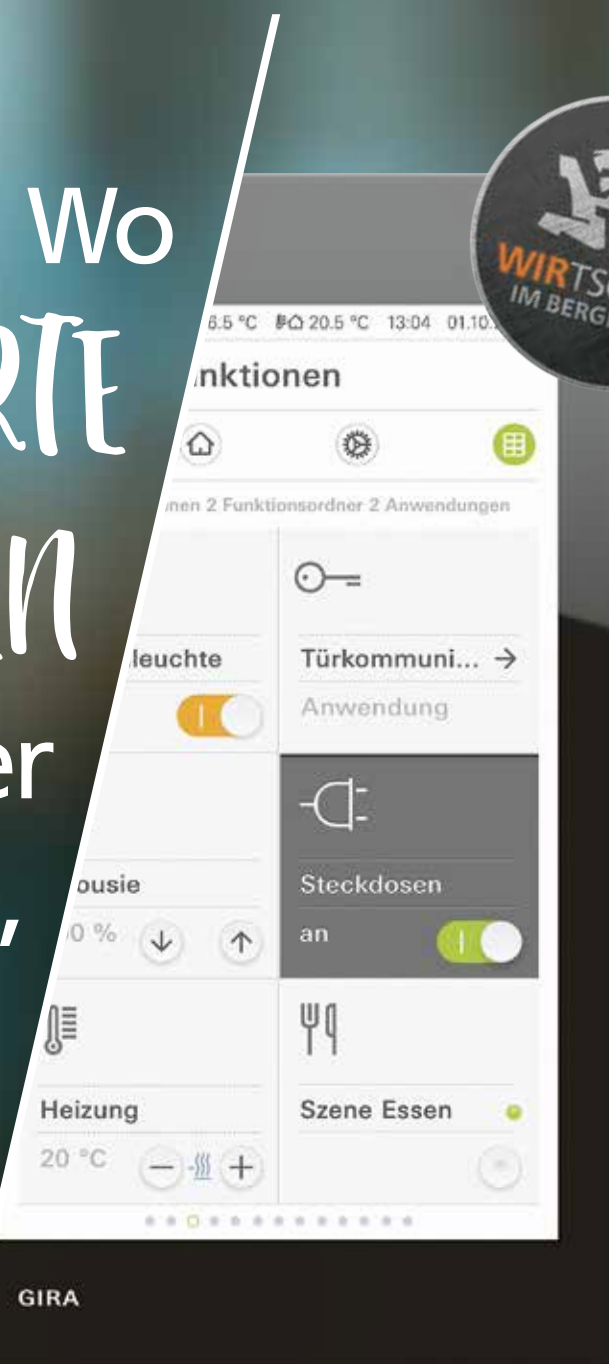 Wo
RTE
N
er
,
6.5 °C 20.5 °C 13:04 01.10.
nktionen
nen 2 Funktionsordner 2 Anwendungen
leuchte
Türkommuni... →
Anwendung
ousie
0 %
Steckdosen
an
Heizung
20 °C
Szene Essen
GIRA
WIRTSC
IM BERG